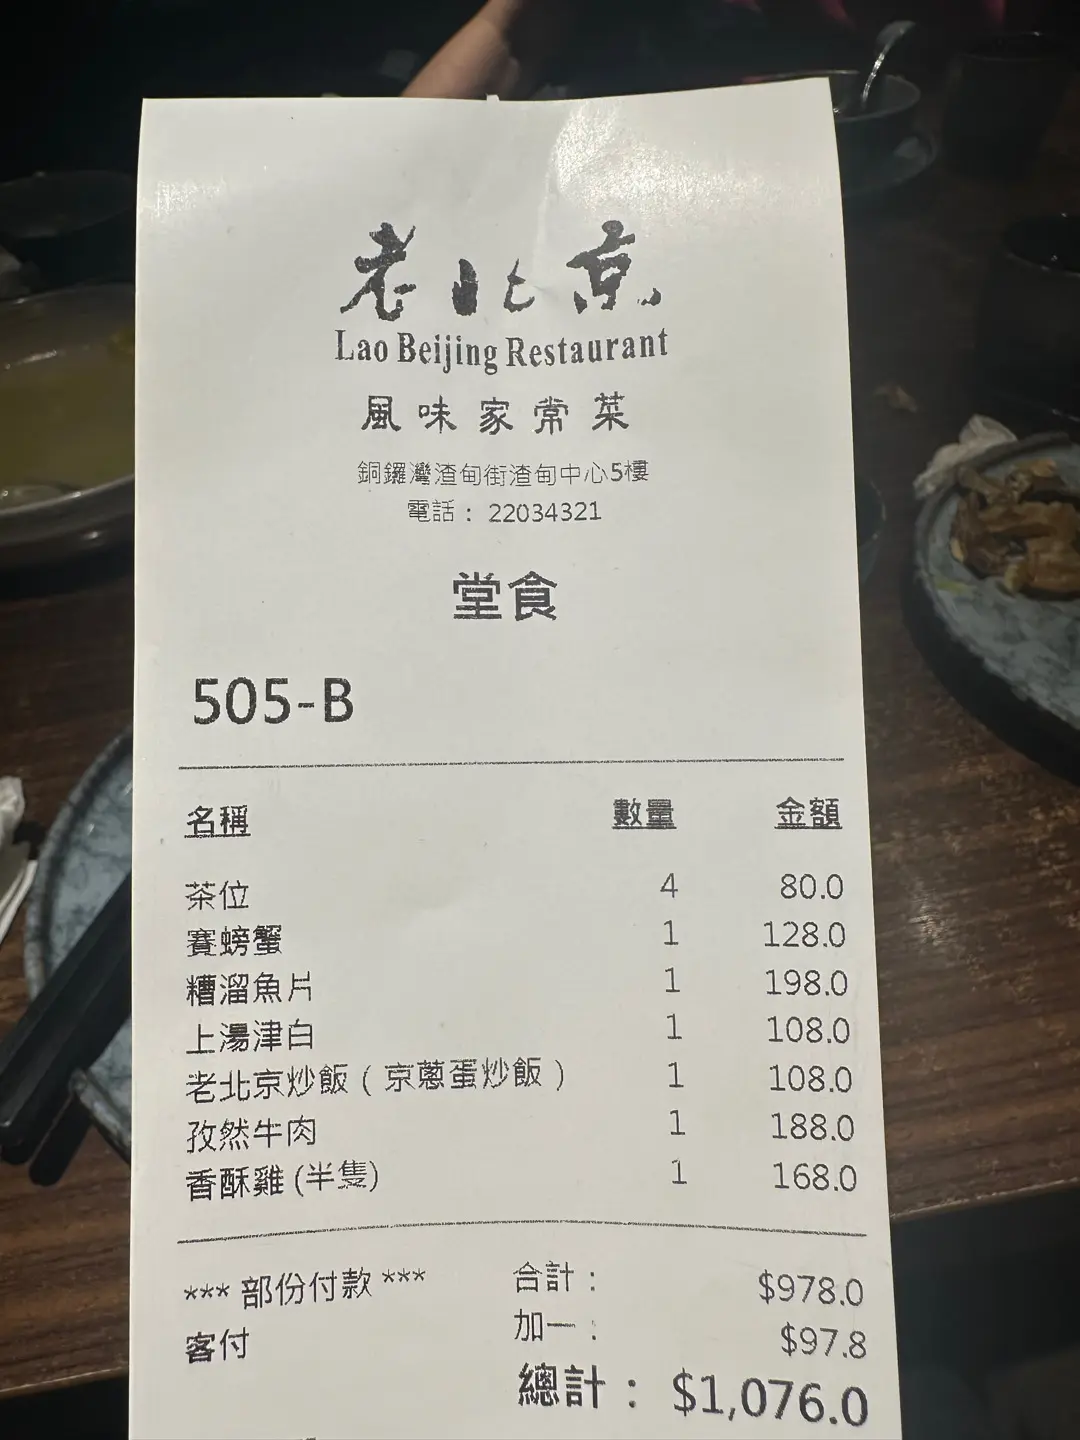 老北京
Lao Beijing Restaurant
風味家常菜
銅鑼灣渣甸街渣甸中心5樓
電話： 22034321
堂食
505-B
名稱 數量 金額
茶位 4 80.0
賽螃蟹 1 128.0
糟溜魚片 1 198.0
上湯津白 1 108.0
老北京炒飯（京蔥蛋炒飯） 1 108.0
孜然牛肉 1 188.0
香酥雞 (半隻) 1 168.0
*** 部份付款 *** 合計： $978.0
客付 加一： $97.8
總計： $1,076.0